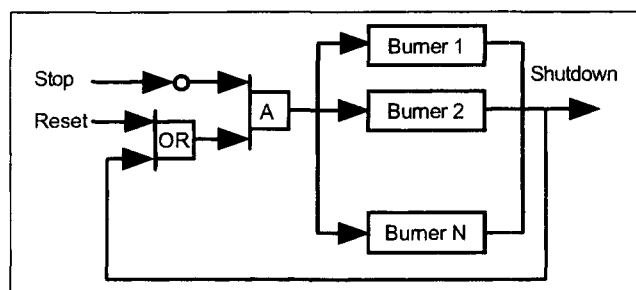 Burner 1
Stop
Shutdown
A
Burner 2
Reset
OR
Burner N